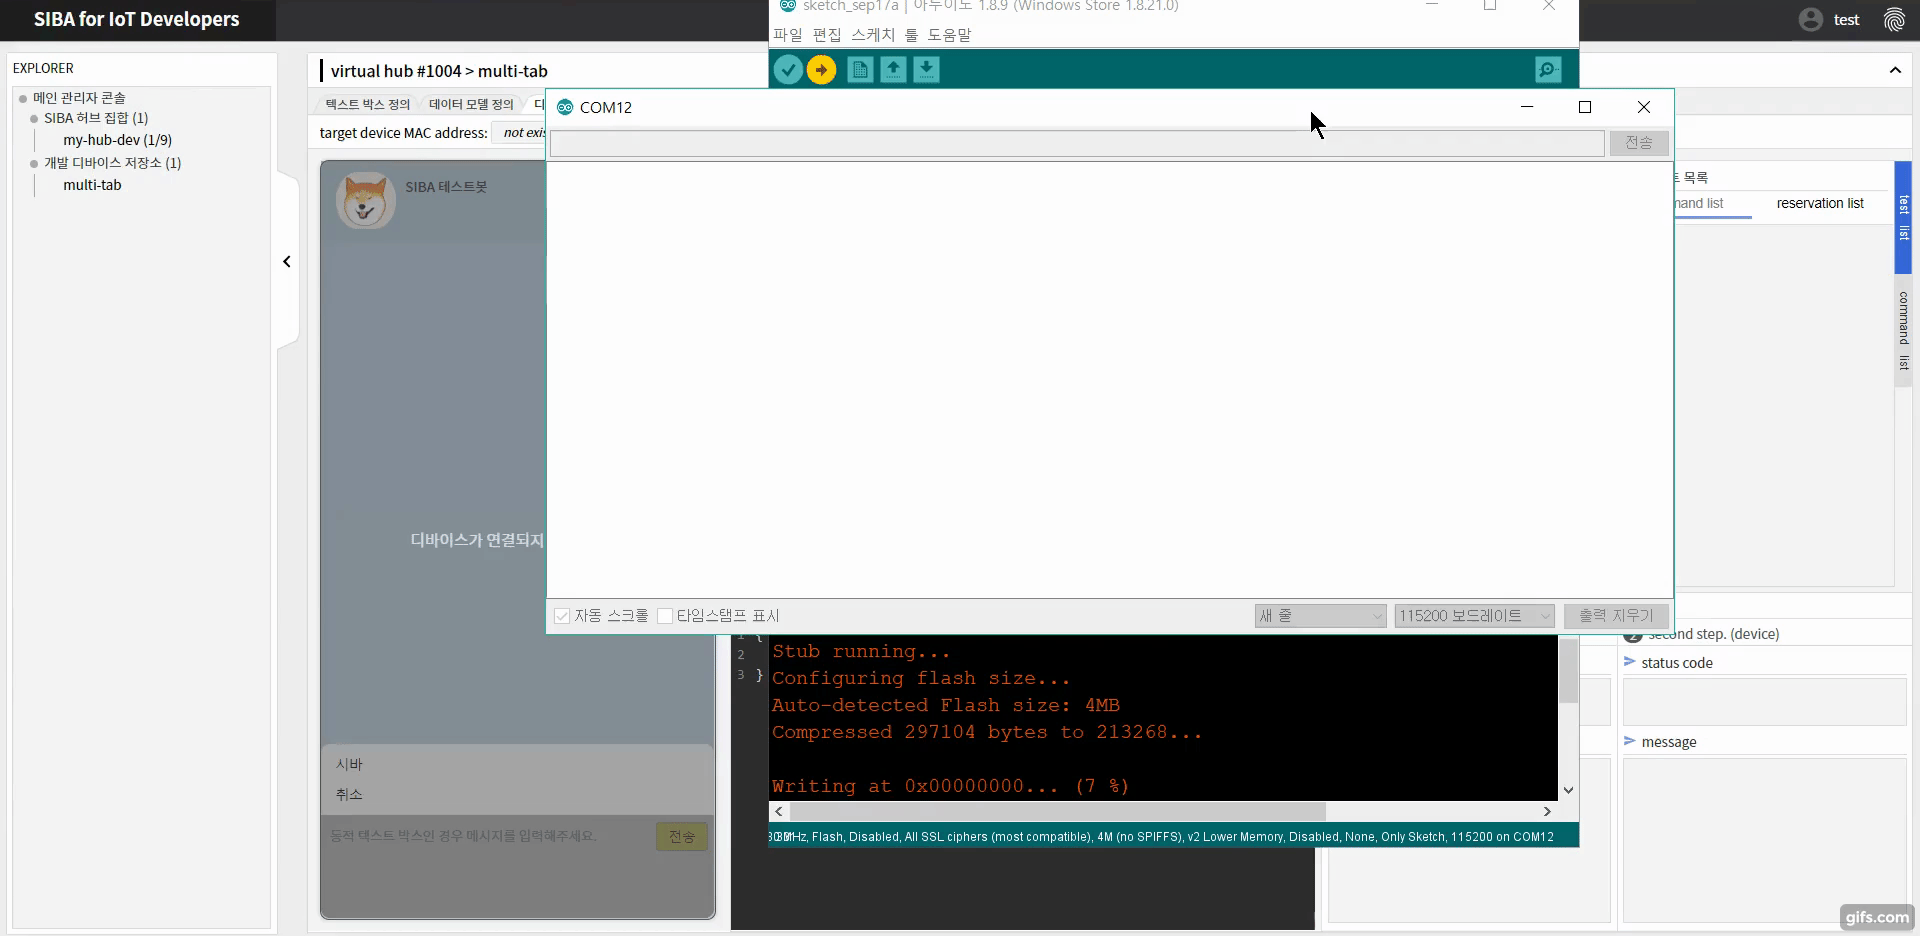 SIBA for IoT Developers
sketch_sep17a | 아두이노 1.8.9 (Windows Store 1.8.21.0)
test
파일 편집 스케치 툴 도움말
EXPLORER
메인 관리자 콘솔
SIBA 허브 집합 (1)
my-hub-dev (1/9)
개발 디바이스 저장소 (1)
multi-tab
virtual hub #1004 > multi-tab
텍스트 박스 정의
데이터 모델 정의
target device MAC address:
COM12
전송
SIBA 테스트봇
목록
reservation list
test list
command list
디바이스가 연결되지
자동 스크롤
타임스탬프 표시
새 줄
115200 보드레이트
출력 지우기
1 {
2
3 }
Stub running...
Configuring flash size...
Auto-detected Flash size: 4MB
Compressed 297104 bytes to 213268...
Writing at 0x00000000... (7 %)
MHz, Flash, Disabled, All SSL ciphers (most compatible), 4M (no SPIFFS), v2 Lower Memory, Disabled, None, Only Sketch, 115200 on COM12
시바
취소
동적 텍스트 박스인 경우 메시지를 입력해주세요.
전송
2 second step. (device)
status code
message
gifs.com